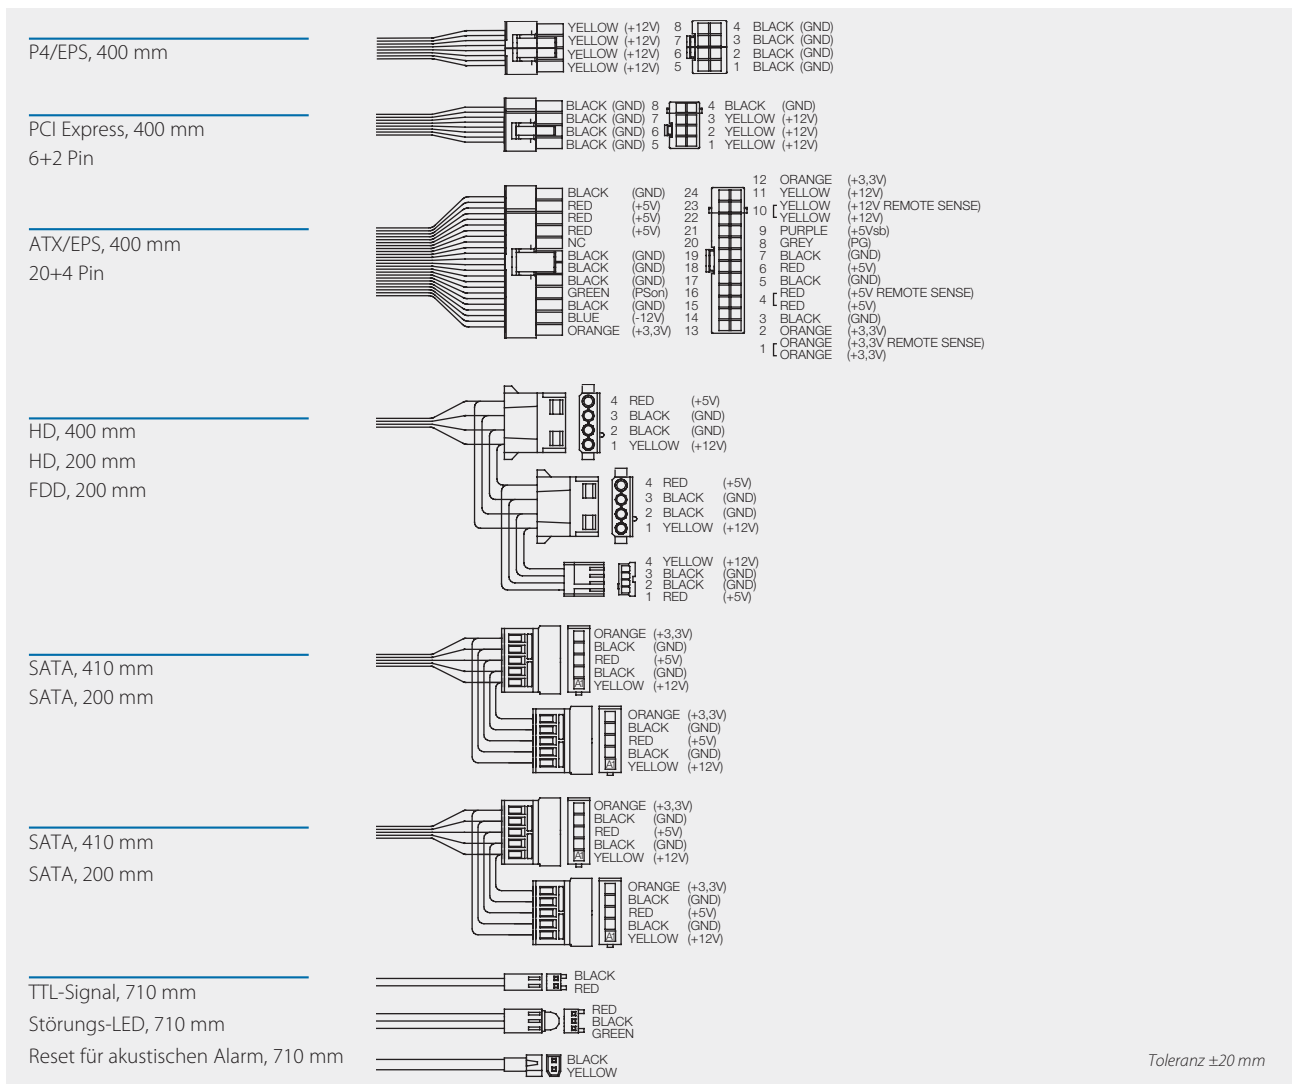 P4/EPS, 400 mm
YELLOW (+12V) 8
YELLOW (+12V) 7
YELLOW (+12V) 6
YELLOW (+12V) 5
4 BLACK (GND)
3 BLACK (GND)
2 BLACK (GND)
1 BLACK (GND)
PCI Express, 400 mm
6+2 Pin
BLACK (GND) 8
BLACK (GND) 7
BLACK (GND) 6
BLACK (GND) 5
4 BLACK (GND)
3 YELLOW (+12V)
2 YELLOW (+12V)
1 YELLOW (+12V)
ATX/EPS, 400 mm
20+4 Pin
BLACK (GND) 24
RED (+5V) 23
RED (+5V) 22
RED (+5V) 21
NC 20
BLACK (GND) 19
BLACK (GND) 18
BLACK (GND) 17
GREEN (PSon) 16
BLACK (GND) 15
BLUE (-12V) 14
ORANGE (+3,3V) 13
12 ORANGE (+3,3V)
11 YELLOW (+12V)
10 [ YELLOW (+12V REMOTE SENSE)
YELLOW (+12V)
9 PURPLE (+5Vsb)
8 GREY (PG)
7 BLACK (GND)
6 RED (+5V)
5 BLACK (GND)
4 [ RED (+5V REMOTE SENSE)
RED (+5V)
3 BLACK (GND)
2 ORANGE (+3,3V)
1 [ ORANGE (+3,3V REMOTE SENSE)
ORANGE (+3,3V)
HD, 400 mm
HD, 200 mm
FDD, 200 mm
4 RED (+5V)
3 BLACK (GND)
2 BLACK (GND)
1 YELLOW (+12V)
4 RED (+5V)
3 BLACK (GND)
2 BLACK (GND)
1 YELLOW (+12V)
4 YELLOW (+12V)
3 BLACK (GND)
2 BLACK (GND)
1 RED (+5V)
SATA, 410 mm
SATA, 200 mm
ORANGE (+3,3V)
BLACK (GND)
RED (+5V)
BLACK (GND)
A1 YELLOW (+12V)
ORANGE (+3,3V)
BLACK (GND)
RED (+5V)
BLACK (GND)
A1 YELLOW (+12V)
SATA, 410 mm
SATA, 200 mm
ORANGE (+3,3V)
BLACK (GND)
RED (+5V)
BLACK (GND)
A1 YELLOW (+12V)
ORANGE (+3,3V)
BLACK (GND)
RED (+5V)
BLACK (GND)
A1 YELLOW (+12V)
TTL-Signal, 710 mm
BLACK
RED
Störungs-LED, 710 mm
RED
BLACK
GREEN
Reset für akustischen Alarm, 710 mm
BLACK
YELLOW
Toleranz ±20 mm